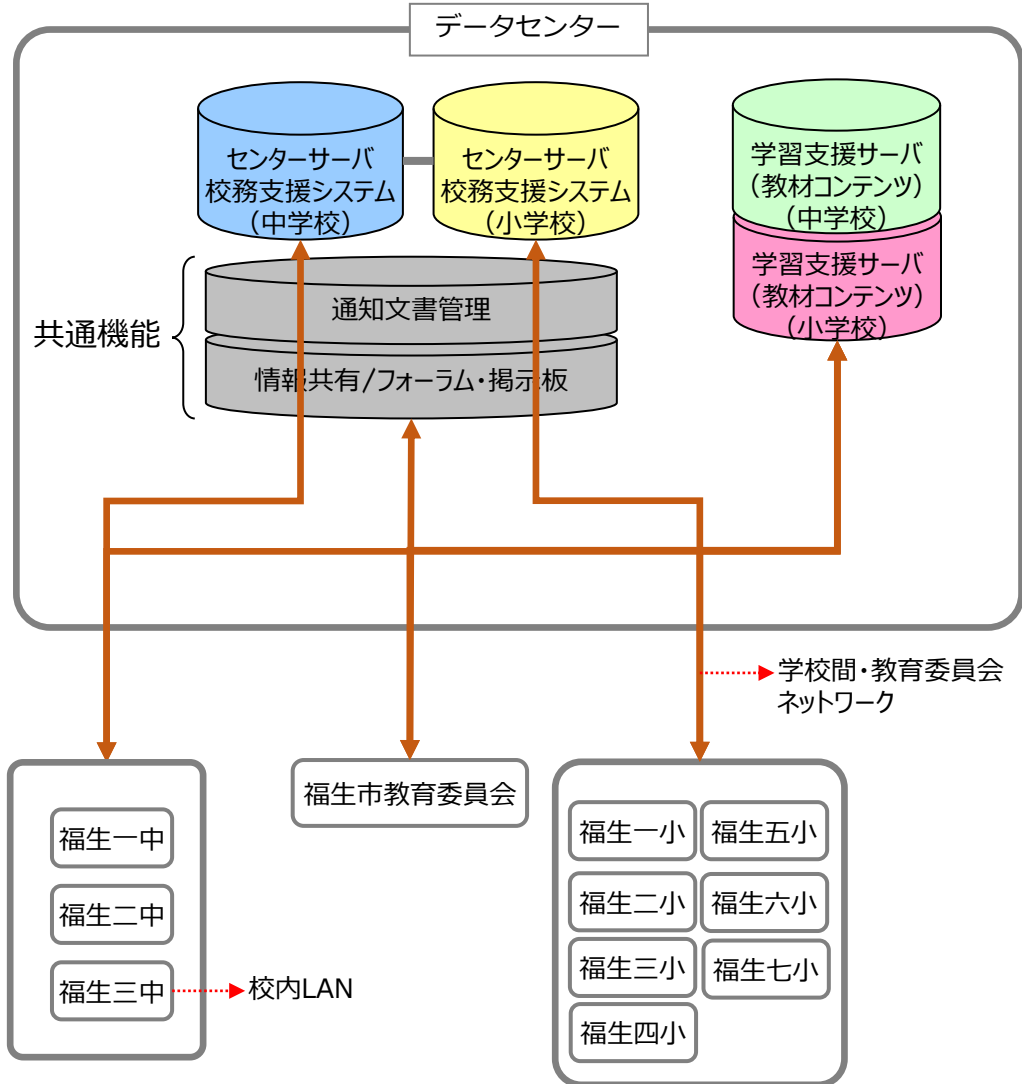 データセンター
センターサーバ
校務支援システム
（中学校）
センターサーバ
校務支援システム
（小学校）
学習支援サーバ
（教材コンテンツ）
（中学校）
学習支援サーバ
（教材コンテンツ）
（小学校）
共通機能
通知文書管理
情報共有/フォーラム・掲示板
学校間・教育委員会
ネットワーク
福生市教育委員会
福生一中
福生二中
福生三中
校内LAN
福生一小
福生五小
福生二小
福生六小
福生三小
福生七小
福生四小